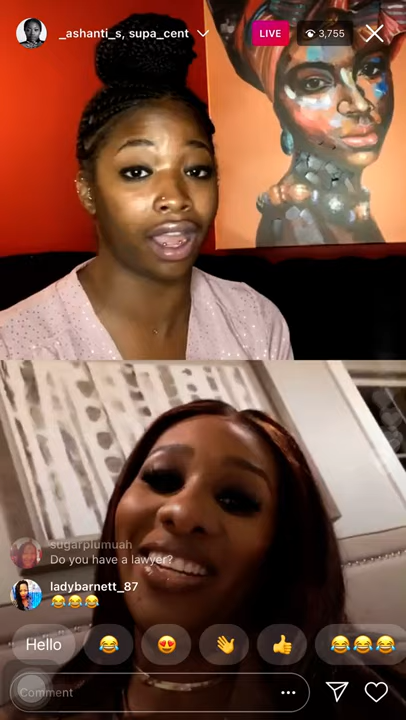 _ashanti_s, supa_cent
LIVE
3,755
sugarplumuah
Do you have a lawyer?
ladybarnett_87
😂😂😂
Hello
Comment